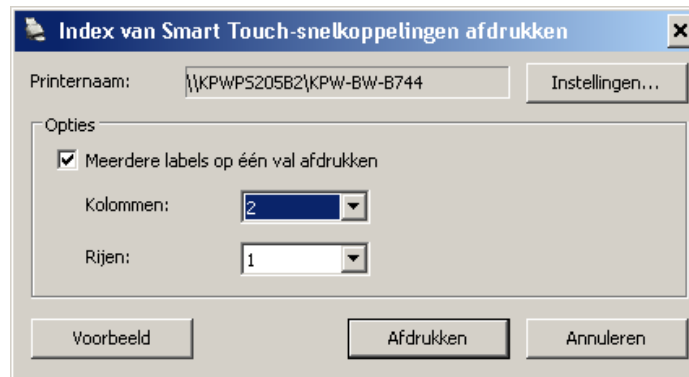 Index van Smart Touch-snelkoppelingen afdrukken
Printernaam: \\KPWPS205B2\KPW-BW-B744 Instellingen...
Opties
Meerdere labels op één val afdrukken
Kolommen: 2
Rijen: 1
Voorbeeld Afdrukken Annuleren